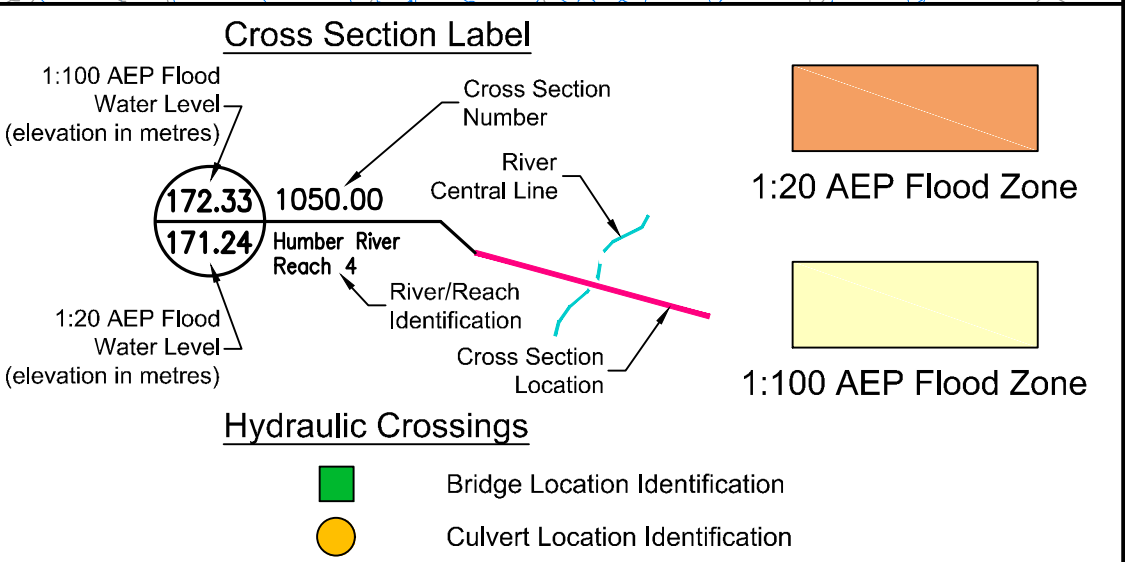 Cross Section Label
1:100 AEP Flood
Water Level
(elevation in metres)
Cross Section
Number
172.33
1050.00
171.24
Humber River
Reach 4
River
Central Line
River/Reach
Identification
1:20 AEP Flood
Water Level
(elevation in metres)
Cross Section
Location
1:20 AEP Flood Zone
1:100 AEP Flood Zone
Hydraulic Crossings
Bridge Location Identification
Culvert Location Identification